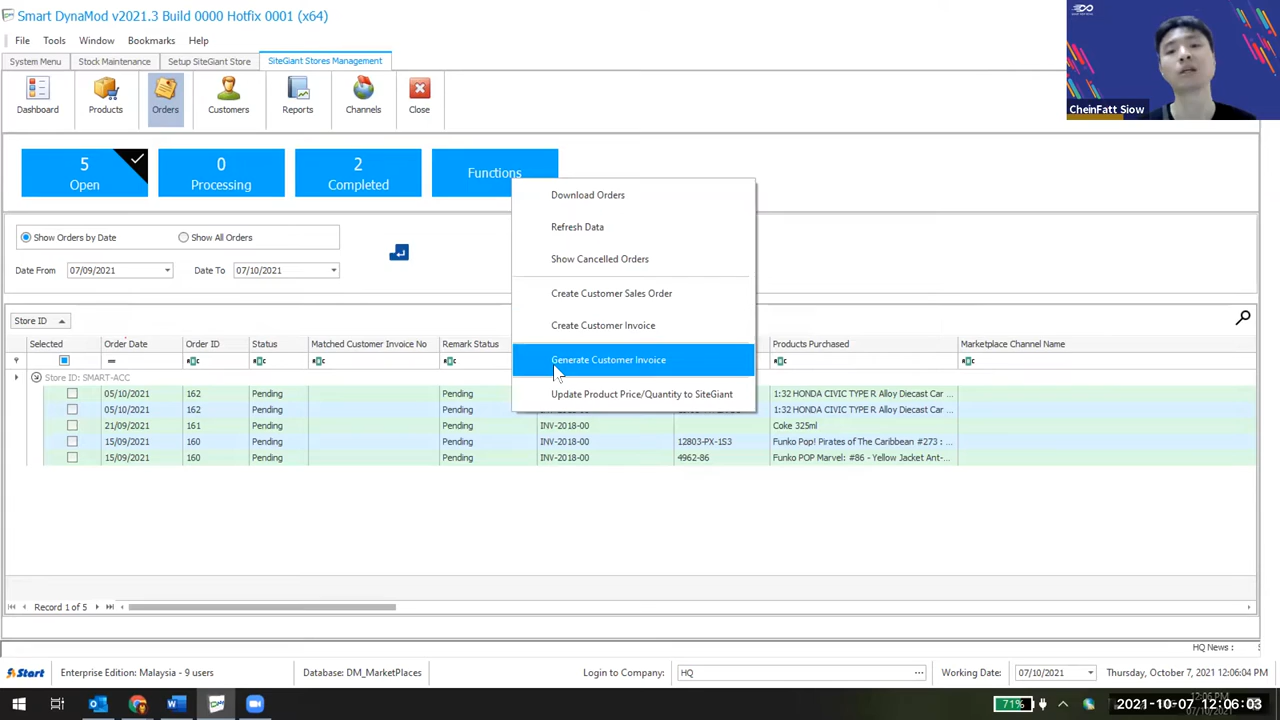 Smart DynaMod v2021.3 Build 0000 Hotfix 0001 (x64)
File Tools Window Bookmarks Help
System Menu Stock Maintenance Setup SiteGiant Store SiteGiant Stores Management
Dashboard Products Orders Customers Reports Channels Close
CheinFatt Siow
5 Open
0 Processing
2 Completed
Functions
Download Orders
Refresh Data
Show Cancelled Orders
Create Customer Sales Order
Create Customer Invoice
Generate Customer Invoice
Update Product Price/Quantity to SiteGiant
Show Orders by Date Show All Orders
Date From 07/09/2021 Date To 07/10/2021
Store ID
Selected Order Date Order ID Status Matched Customer Invoice No Remark Status Products Purchased Marketplace Channel Name
Store ID: SMART-ACC
05/10/2021 162 Pending Pending 1:32 HONDA CIVIC TYPE R Alloy Diecast Car ...
05/10/2021 162 Pending Pending 1:32 HONDA CIVIC TYPE R Alloy Diecast Car ...
21/09/2021 161 Pending Pending INV-2018-00 Coke 325ml
15/09/2021 160 Pending Pending INV-2018-00 12803-PX-1S3 Funko Pop! Pirates of The Caribbean #273 : ...
15/09/2021 160 Pending Pending INV-2018-00 4962-86 Funko POP Marvel: #86 - Yellow Jacket Ant-...
Record 1 of 5
HQ News :
Start Enterprise Edition: Malaysia - 9 users Database: DM_MarketPlaces Login to Company: HQ Working Date: 07/10/2021 Thursday, October 7, 2021 12:06:04 PM
71% 2021-10-07 12:06:03